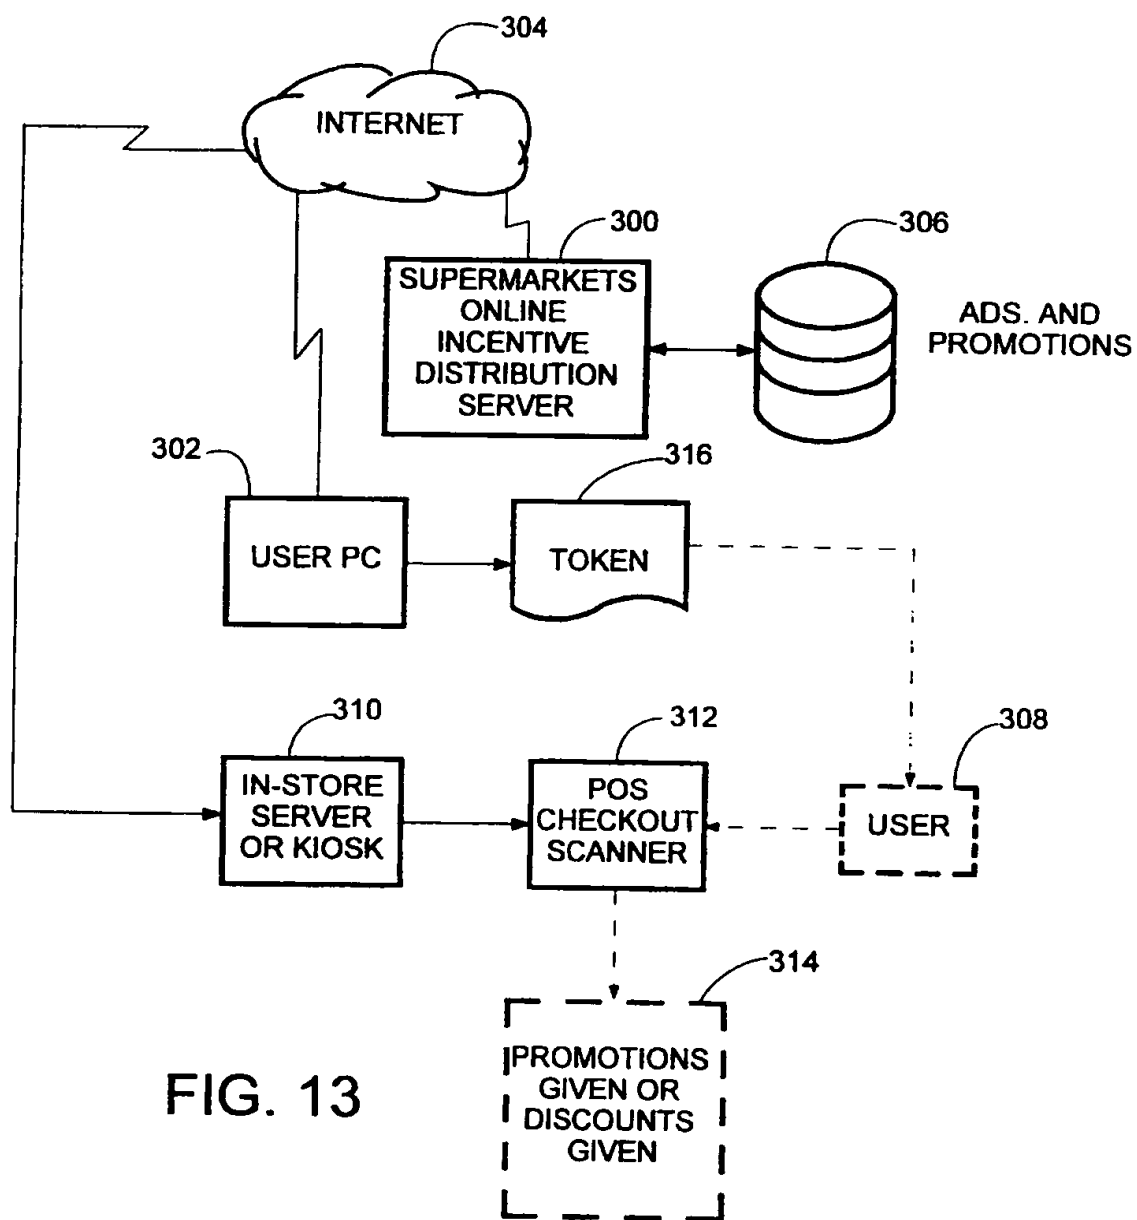 304
INTERNET
300
306
SUPERMARKETS
ONLINE
INCENTIVE
DISTRIBUTION
SERVER
ADS. AND
PROMOTIONS
302
316
USER PC
TOKEN
310
312
308
IN-STORE
SERVER
OR KIOSK
POS
CHECKOUT
SCANNER
USER
314
PROMOTIONS
GIVEN OR
DISCOUNTS
GIVEN
FIG. 13